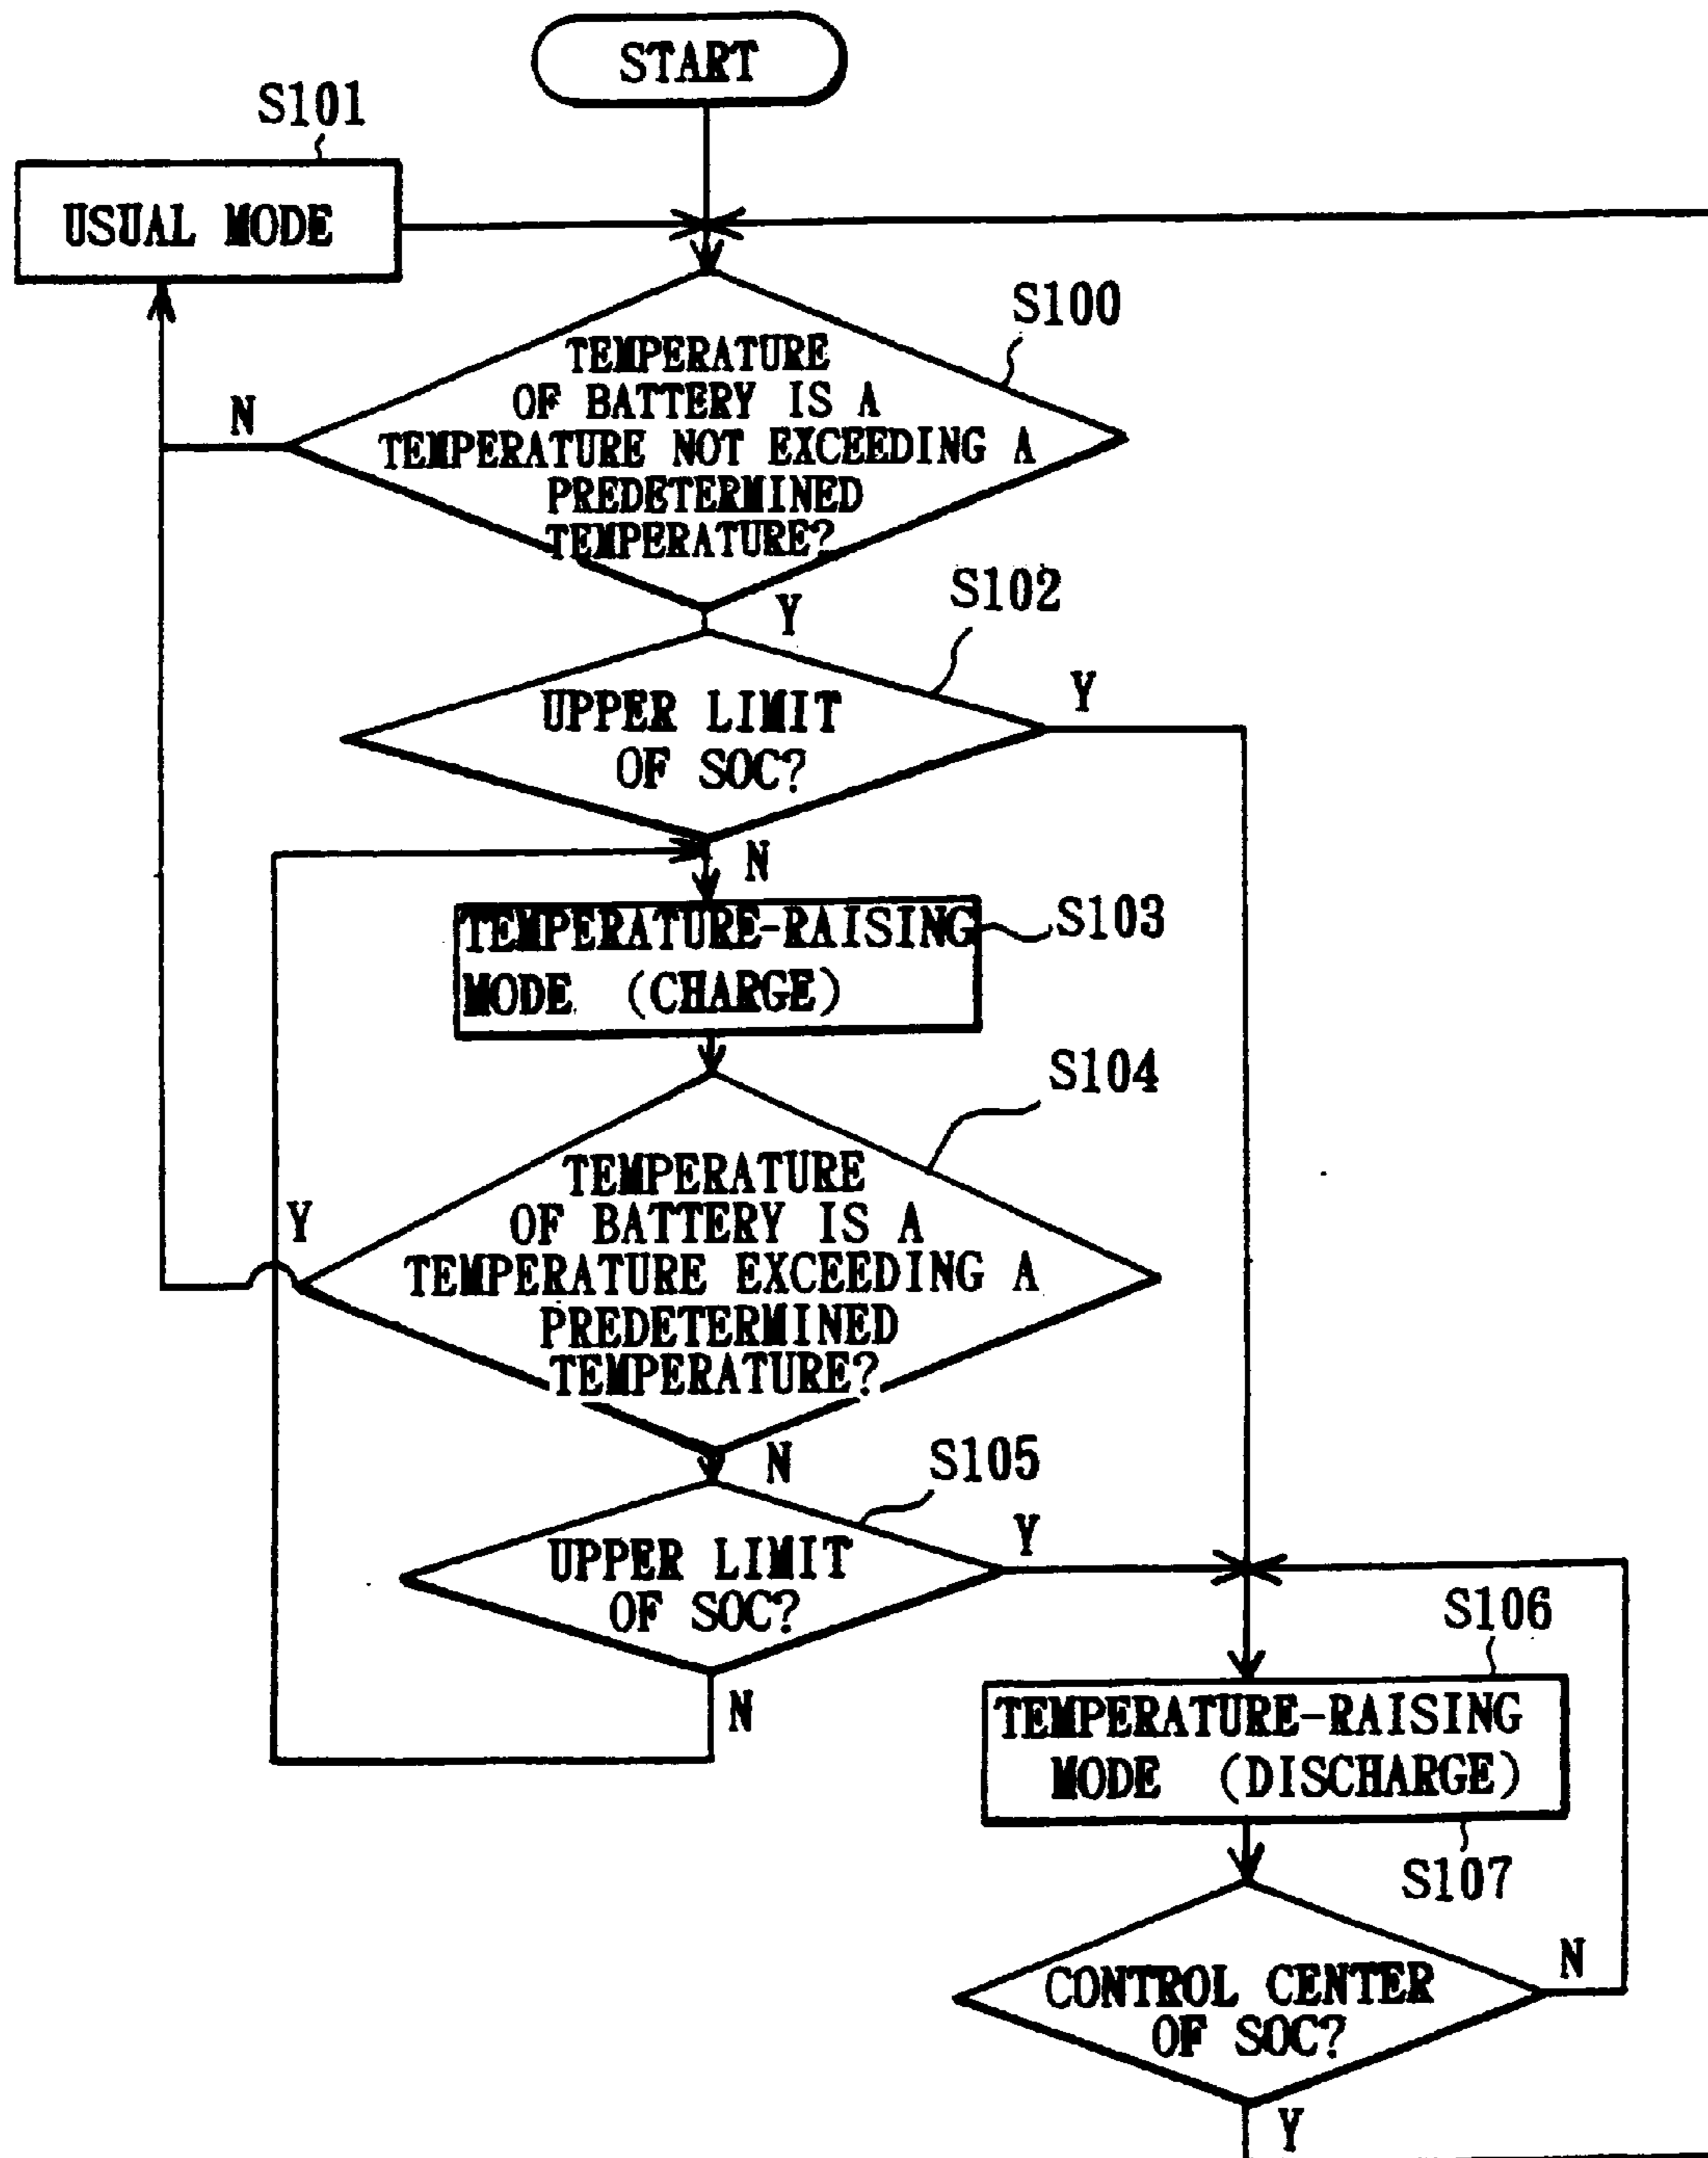 START
S101
USUAL MODE
S100
TEMPERATURE
OF BATTERY IS A
TEMPERATURE NOT EXCEEDING A
PREDETERMINED
TEMPERATURE?
N
Y
S102
UPPER LIMIT
OF SOC?
Y
N
TEMPERATURE-RAISING
MODE (CHARGE)
S103
S104
TEMPERATURE
OF BATTERY IS A
TEMPERATURE EXCEEDING A
PREDETERMINED
TEMPERATURE?
Y
N
S105
UPPER LIMIT
OF SOC?
Y
N
S106
TEMPERATURE-RAISING
MODE (DISCHARGE)
S107
CONTROL CENTER
OF SOC?
N
Y